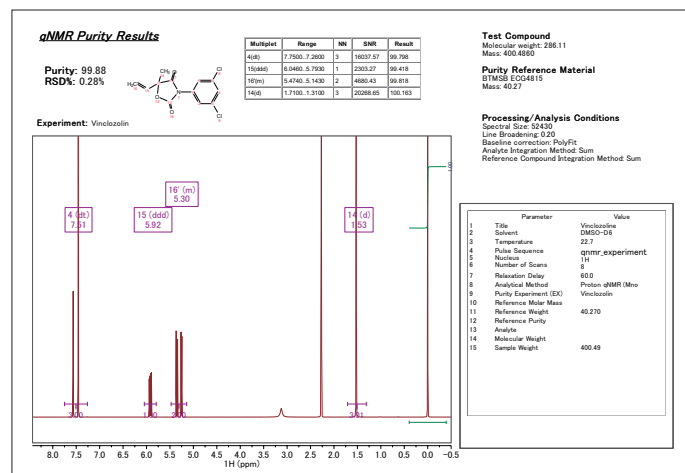 qNMR Purity Results
Purity: 99.88
RSD%: 0.28%
Experiment: Vinclozolin
Multiplet Range NN SNR Result
4(dt) 7.7500..7.2600 3 16037.57 99.798
15(ddd) 6.0460..5.7930 1 2303.27 99.418
16'(m) 5.4740..5.1430 2 4680.43 99.818
14(d) 1.7100..1.3100 3 20268.65 100.163
Test Compound
Molecular weight: 286.11
Mass: 400.4860
Purity Reference Material
BTMSB ECG4815
Mass: 40.27
Processing/Analysis Conditions
Spectral Size: 52430
Line Broadening: 0.20
Baseline correction: PolyFit
Analyte Integration Method: Sum
Reference Compound Integration Method: Sum
16' (m)
5.30
4 (dt)
7.51
15 (ddd)
5.92
14 (d)
1.53
1.00
3.00
2.00
3.01
8.0 7.5 7.0 6.5 6.0 5.5 5.0 4.5 4.0 3.5 3.0 2.5 2.0 1.5 1.0 0.5 0.0 -0.5
1H (ppm)
Parameter Value
1 Title Vinclozoline
2 Solvent DMSO-D6
3 Temperature 22.7
4 Pulse Sequence qnmr_experiment
5 Nucleus 1H
6 Number of Scans 8
7 Relaxation Delay 60.0
8 Analytical Method Proton qNMR (Mno
9 Purity Experiment (EX) Vinclozolin
10 Reference Molar Mass
11 Reference Weight 40.270
12 Reference Purity
13 Analyte
14 Molecular Weight
15 Sample Weight 400.49